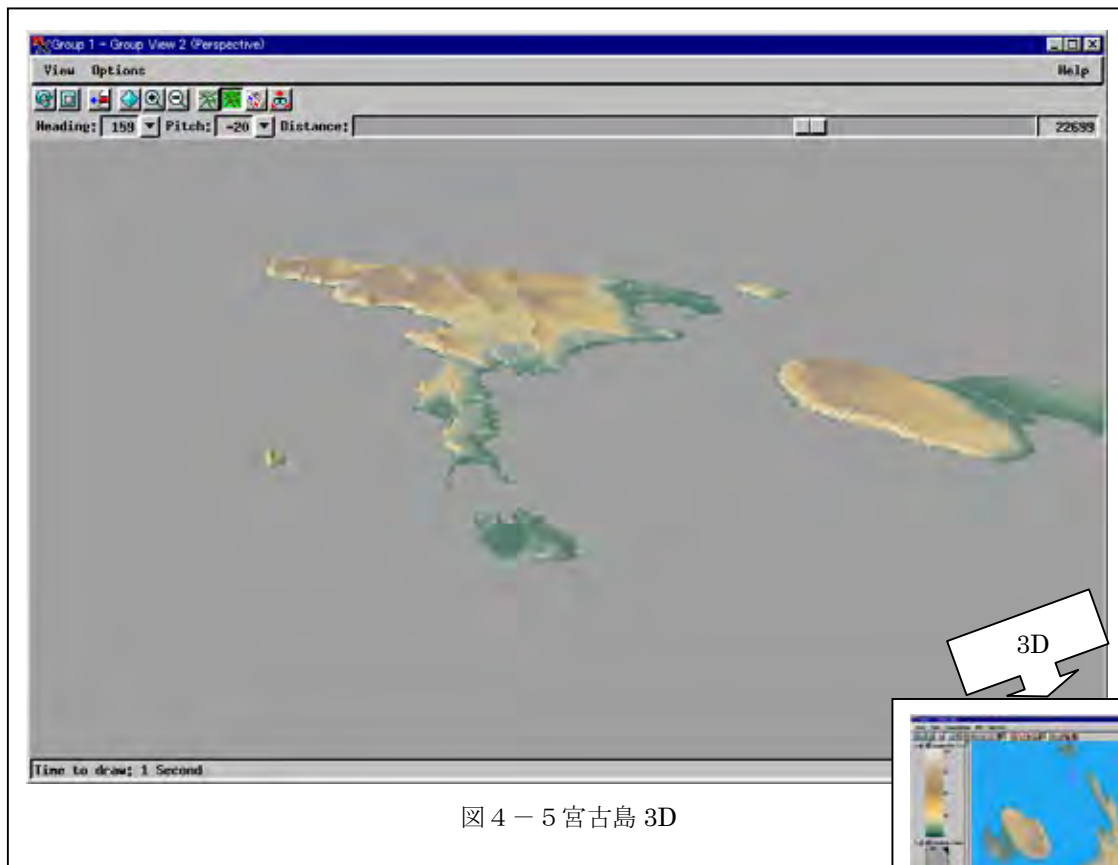 Group 1 - Group View 2 (Perspective)
View Options Help
Heading: 159 Pitch: -20 Distance: 22699
3D
Time to draw: 1 Second
図４－５宮古島 3D